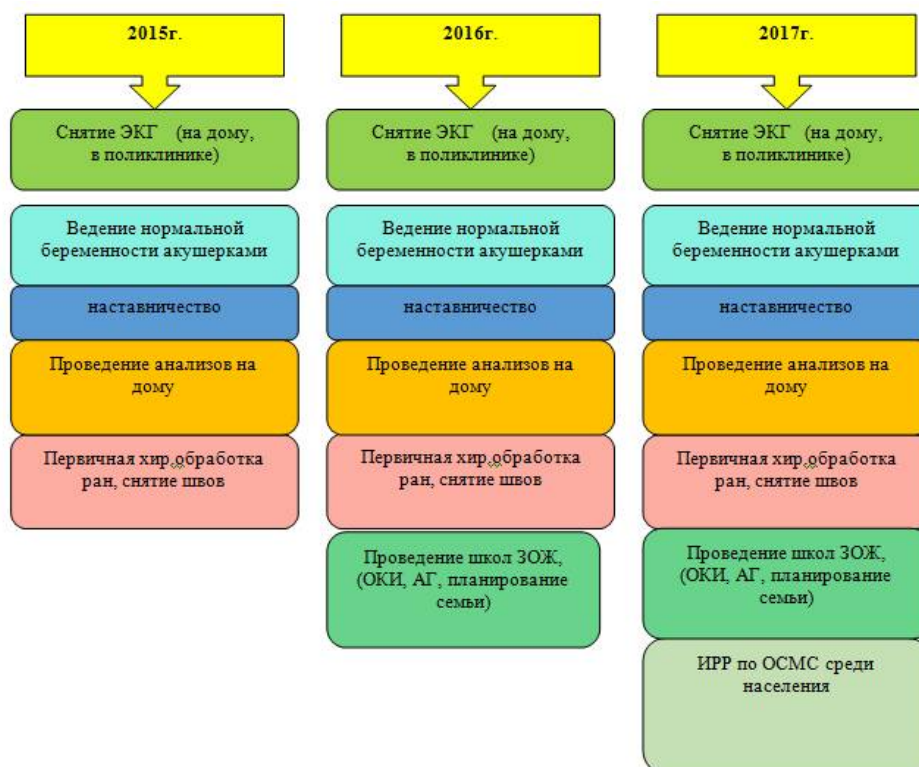 2015г.
Снятие ЭКГ (на дому,
в поликлинике)
Ведение нормальной
беременности акушерками
наставничество
Проведение анализов на
дому
Первичная хир,обработка
ран, снятие швов
2016г.
Снятие ЭКГ (на дому,
в поликлинике)
Ведение нормальной
беременности акушерками
наставничество
Проведение анализов на
дому
Первичная хир,обработка
ран, снятие швов
Проведение школ ЗОЖ,
(ОКИ, АГ, планирование
семьи)
2017г.
Снятие ЭКГ (на дому,
в поликлинике)
Ведение нормальной
беременности акушерками
наставничество
Проведение анализов на
дому
Первичная хир,обработка
ран, снятие швов
Проведение школ ЗОЖ,
(ОКИ, АГ, планирование
семьи)
ИРР по ОСМС среди
населения